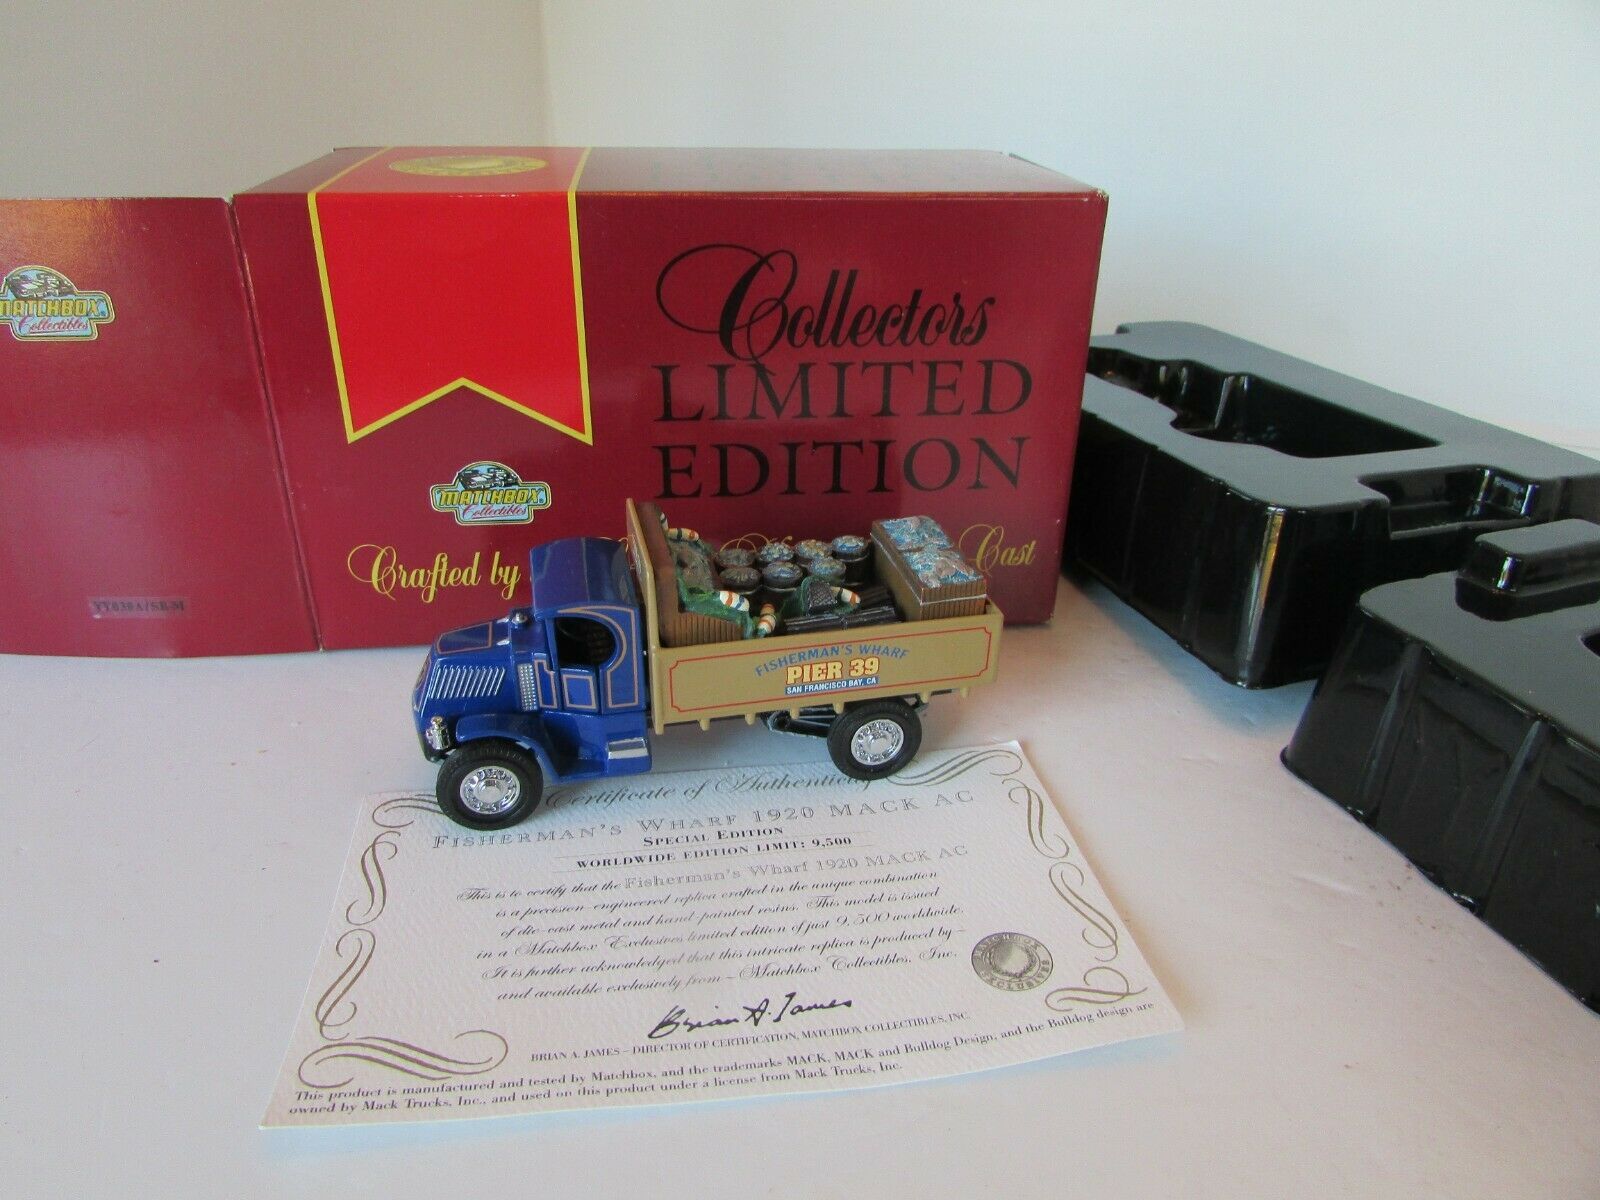 MATCHBOX
Collectibles
YY030A/SB-M
Collectors
LIMITED
EDITION
MATCHBOX
Collectibles
Crafted by
Cast
FISHERMAN'S WHARF
PIER 39
SAN FRANCISCO BAY, CA
Certificate of Authenticity
FISHERMAN'S WHARF 1920 MACK AC
SPECIAL EDITION
WORLDWIDE EDITION LIMIT: 9,500
This is to certify that the Fisherman's Wharf 1920 MACK AC
is a precision-engineered replica crafted in the unique combination
of die-cast metal and hand-painted resins. This model is issued
in a Matchbox Exclusives limited edition of just 9,500 worldwide.
It is further acknowledged that this intricate replica is produced by –
and available exclusively from – Matchbox Collectibles, Inc.
MATCHBOX
EXCLUSIVES
Brian A. James
BRIAN A. JAMES – DIRECTOR OF CERTIFICATION, MATCHBOX COLLECTIBLES, INC.
This product is manufactured and tested by Matchbox, and the trademarks MACK, MACK and Bulldog Design, and the Bulldog design are
owned by Mack Trucks, Inc., and used on this product under a license from Mack Trucks, Inc.